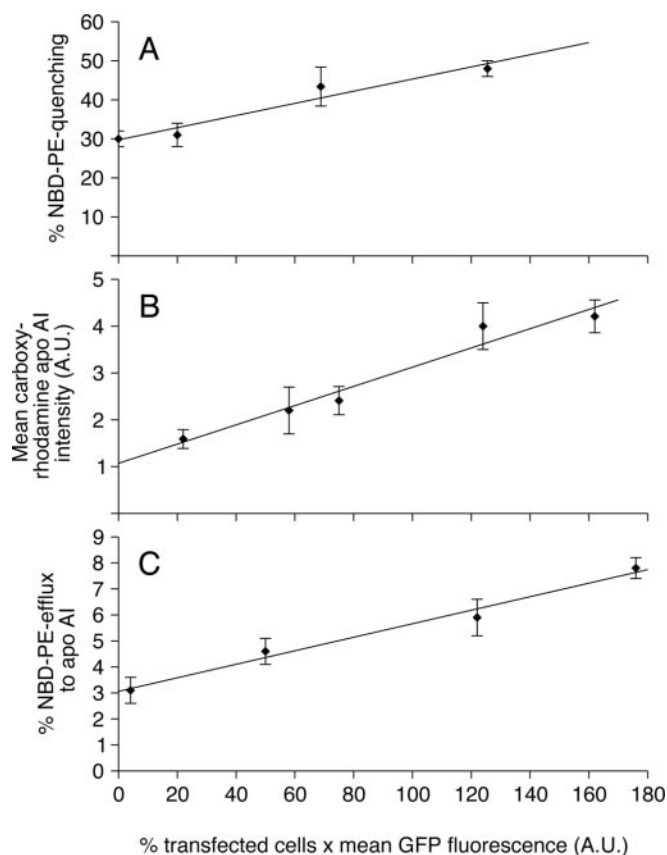 A
% NBD-PE-quenching
60
50
40
30
20
10
B
Mean carboxy-
rhodamine apo AI
intensity (A.U.)
5
4
3
2
1
C
% NBD-PE-efflux
to apo AI
9
8
7
6
5
4
3
2
1
0
0 20 40 60 80 100 120 140 160 180
% transfected cells x mean GFP fluorescence (A.U.)